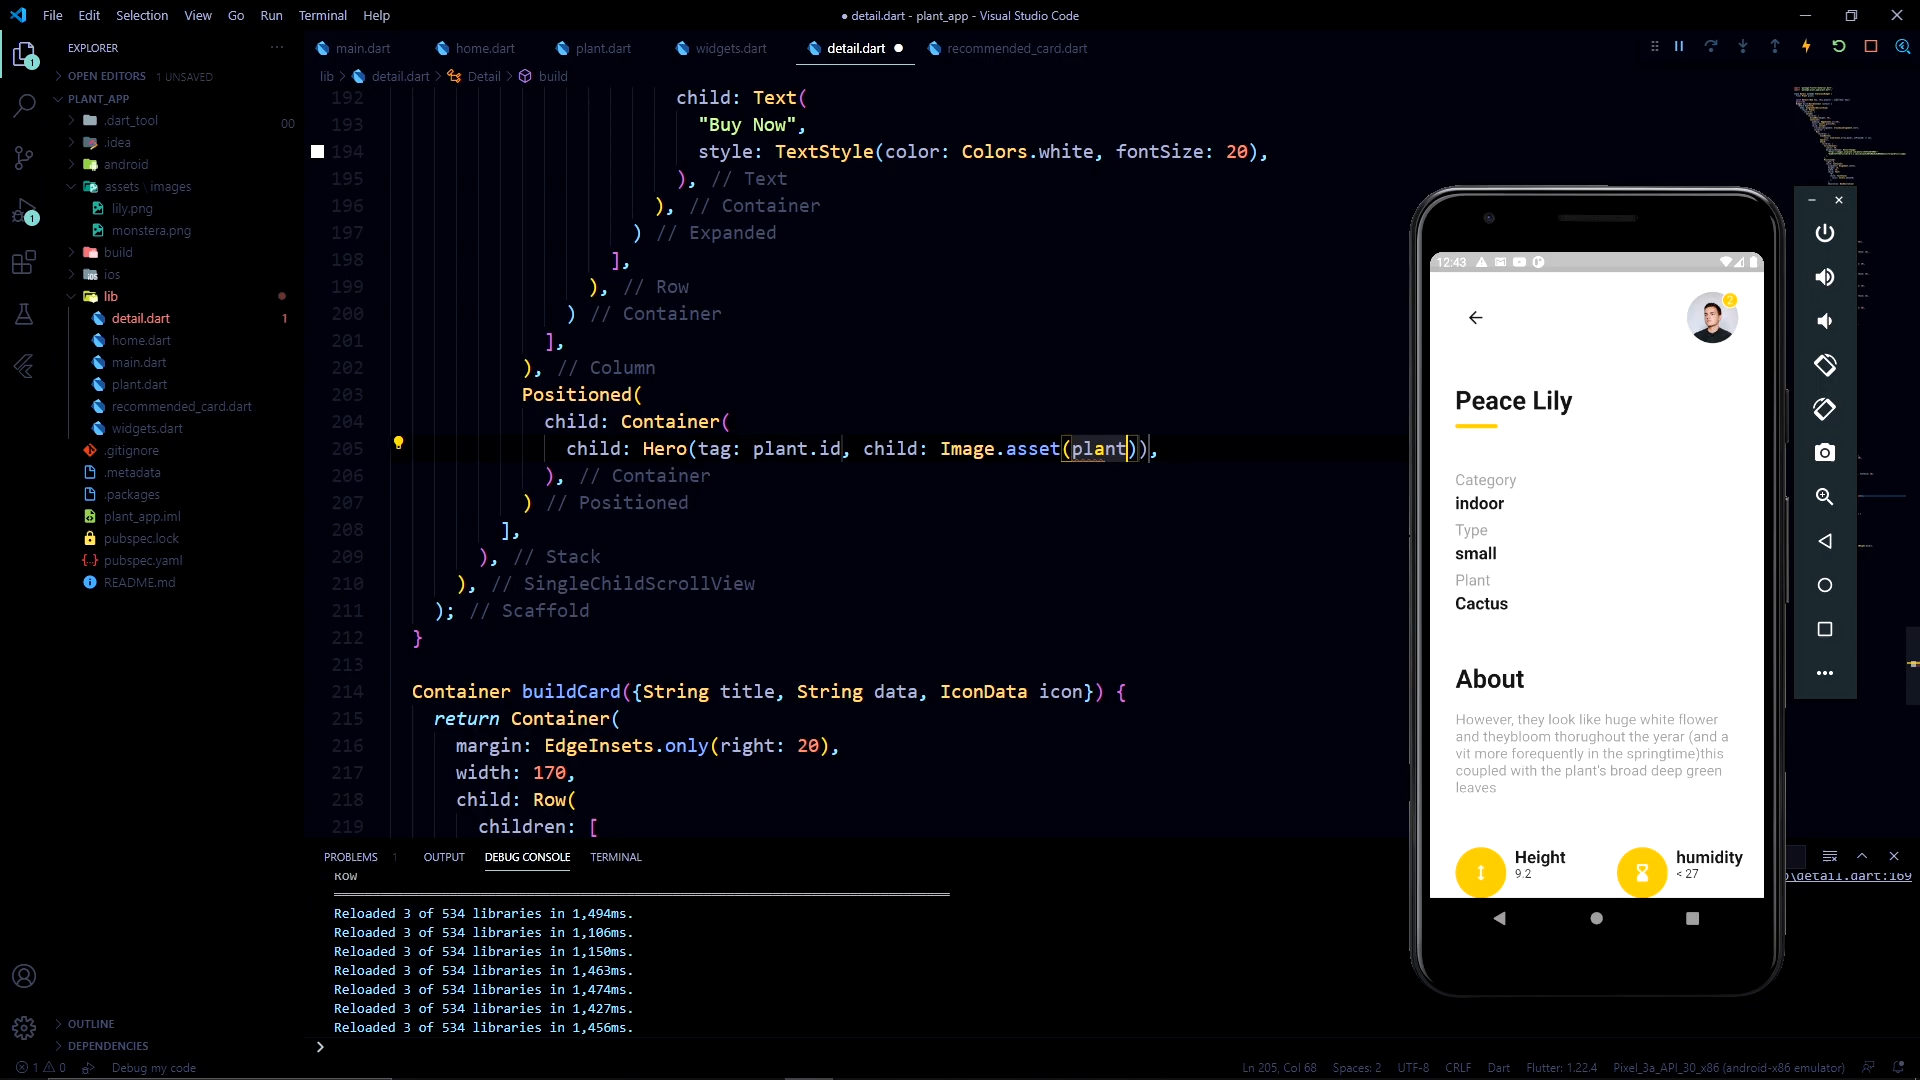 File Edit Selection View Go Run Terminal Help
● detail.dart - plant_app - Visual Studio Code
EXPLORER
OPEN EDITORS 1 UNSAVED
PLANT_APP
.dart_tool
.idea
android
assets \ images
lily.png
monstera.png
build
ios
lib
detail.dart 1
home.dart
main.dart
plant.dart
recommended_card.dart
widgets.dart
.gitignore
.metadata
.packages
plant_app.iml
pubspec.lock
pubspec.yaml
README.md
OUTLINE
DEPENDENCIES
main.dart home.dart plant.dart widgets.dart detail.dart recommended_card.dart
lib > detail.dart > Detail > build
192 child: Text(
193 "Buy Now",
194 style: TextStyle(color: Colors.white, fontSize: 20),
195 ), // Text
196 ), // Container
197 ) // Expanded
198 ],
199 ), // Row
200 ) // Container
201 ],
202 ), // Column
203 Positioned(
204 child: Container(
205 child: Hero(tag: plant.id, child: Image.asset(plant)),
206 ), // Container
207 ) // Positioned
208 ],
209 ), // Stack
210 ), // SingleChildScrollView
211 ); // Scaffold
212 }
213
214 Container buildCard({String title, String data, IconData icon}) {
215 return Container(
216 margin: EdgeInsets.only(right: 20),
217 width: 170,
218 child: Row(
219 children: [
PROBLEMS 1 OUTPUT DEBUG CONSOLE TERMINAL
Row
\detail.dart:169
Reloaded 3 of 534 libraries in 1,494ms.
Reloaded 3 of 534 libraries in 1,106ms.
Reloaded 3 of 534 libraries in 1,150ms.
Reloaded 3 of 534 libraries in 1,463ms.
Reloaded 3 of 534 libraries in 1,474ms.
Reloaded 3 of 534 libraries in 1,427ms.
Reloaded 3 of 534 libraries in 1,456ms.
12:43
2
Peace Lily
Category
indoor
Type
small
Plant
Cactus
About
However, they look like huge white flower
and theybloom thorughout the yerar (and a
vit more forequently in the springtime)this
coupled with the plant's broad deep green
leaves
Height
9.2
humidity
< 27
1 0 Debug my code
Ln 205, Col 68 Spaces: 2 UTF-8 CRLF Dart Flutter: 1.22.4 Pixel_3a_API_30_x86 (android-x86 emulator)